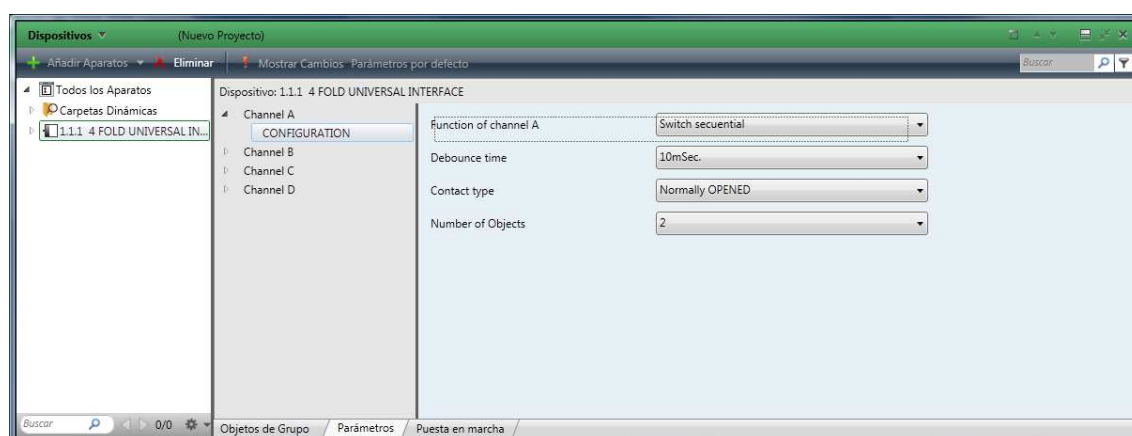 Dispositivos (Nuevo Proyecto)
Añadir Aparatos Eliminar Mostrar Cambios Parámetros por defecto Buscar
Todos los Aparatos
Carpetas Dinámicas
1.1.1 4 FOLD UNIVERSAL IN...
Dispositivo: 1.1.1 4 FOLD UNIVERSAL INTERFACE
Channel A
CONFIGURATION
Channel B
Channel C
Channel D
Function of channel A Switch secuential
Debounce time 10mSec.
Contact type Normally OPENED
Number of Objects 2
Buscar 0/0
Objetos de Grupo Parámetros Puesta en marcha